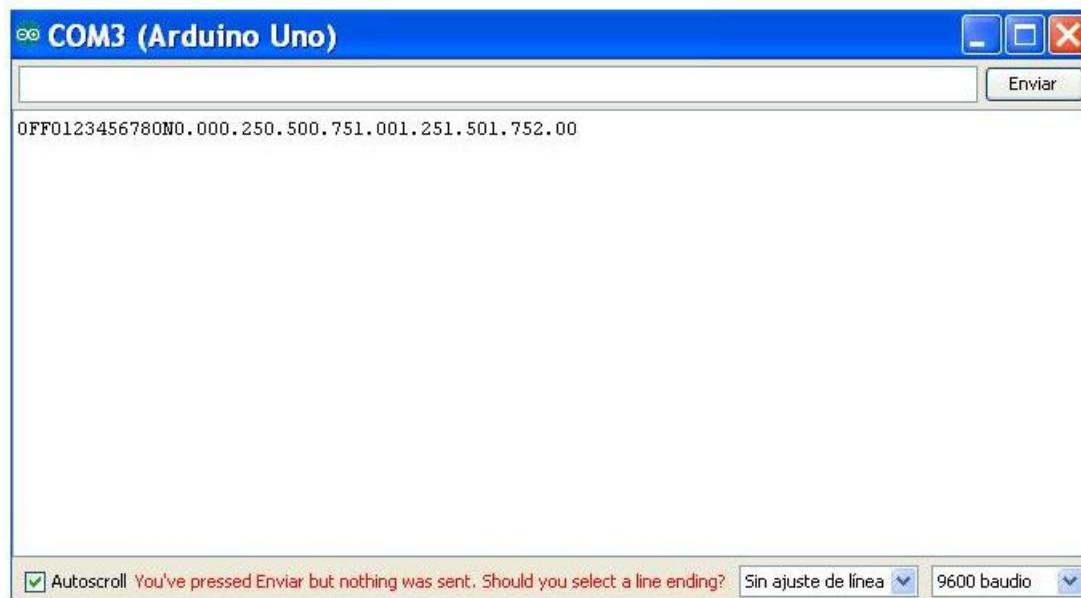 COM3 (Arduino Uno)
Enviar
OFF012345678ON0.000.250.500.751.001.251.501.752.00
Autoscroll You've pressed Enviar but nothing was sent. Should you select a line ending? Sin ajuste de línea 9600 baudio